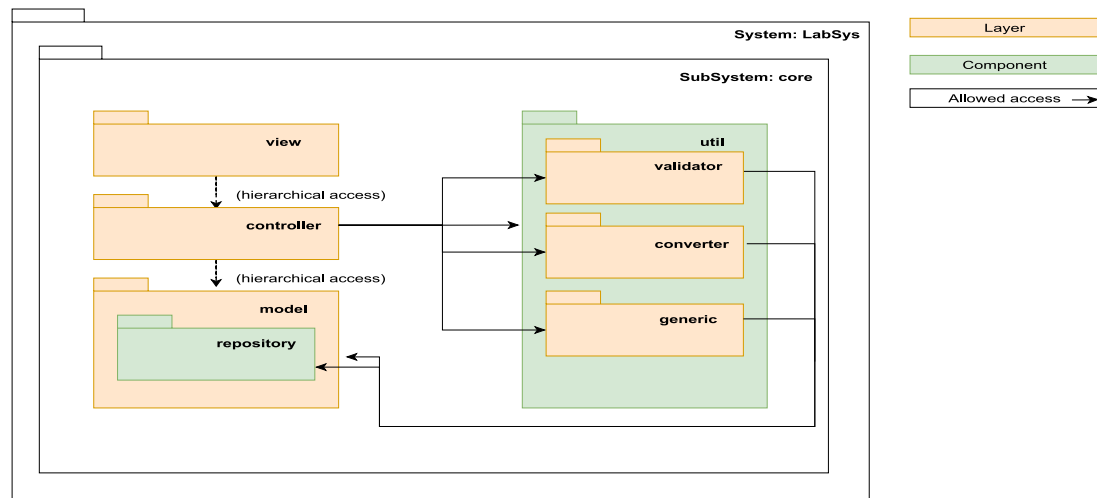 System: LabSys
SubSystem: core
view
(hierarchical access)
controller
(hierarchical access)
model
repository
util
validator
converter
generic
Layer
Component
Allowed access